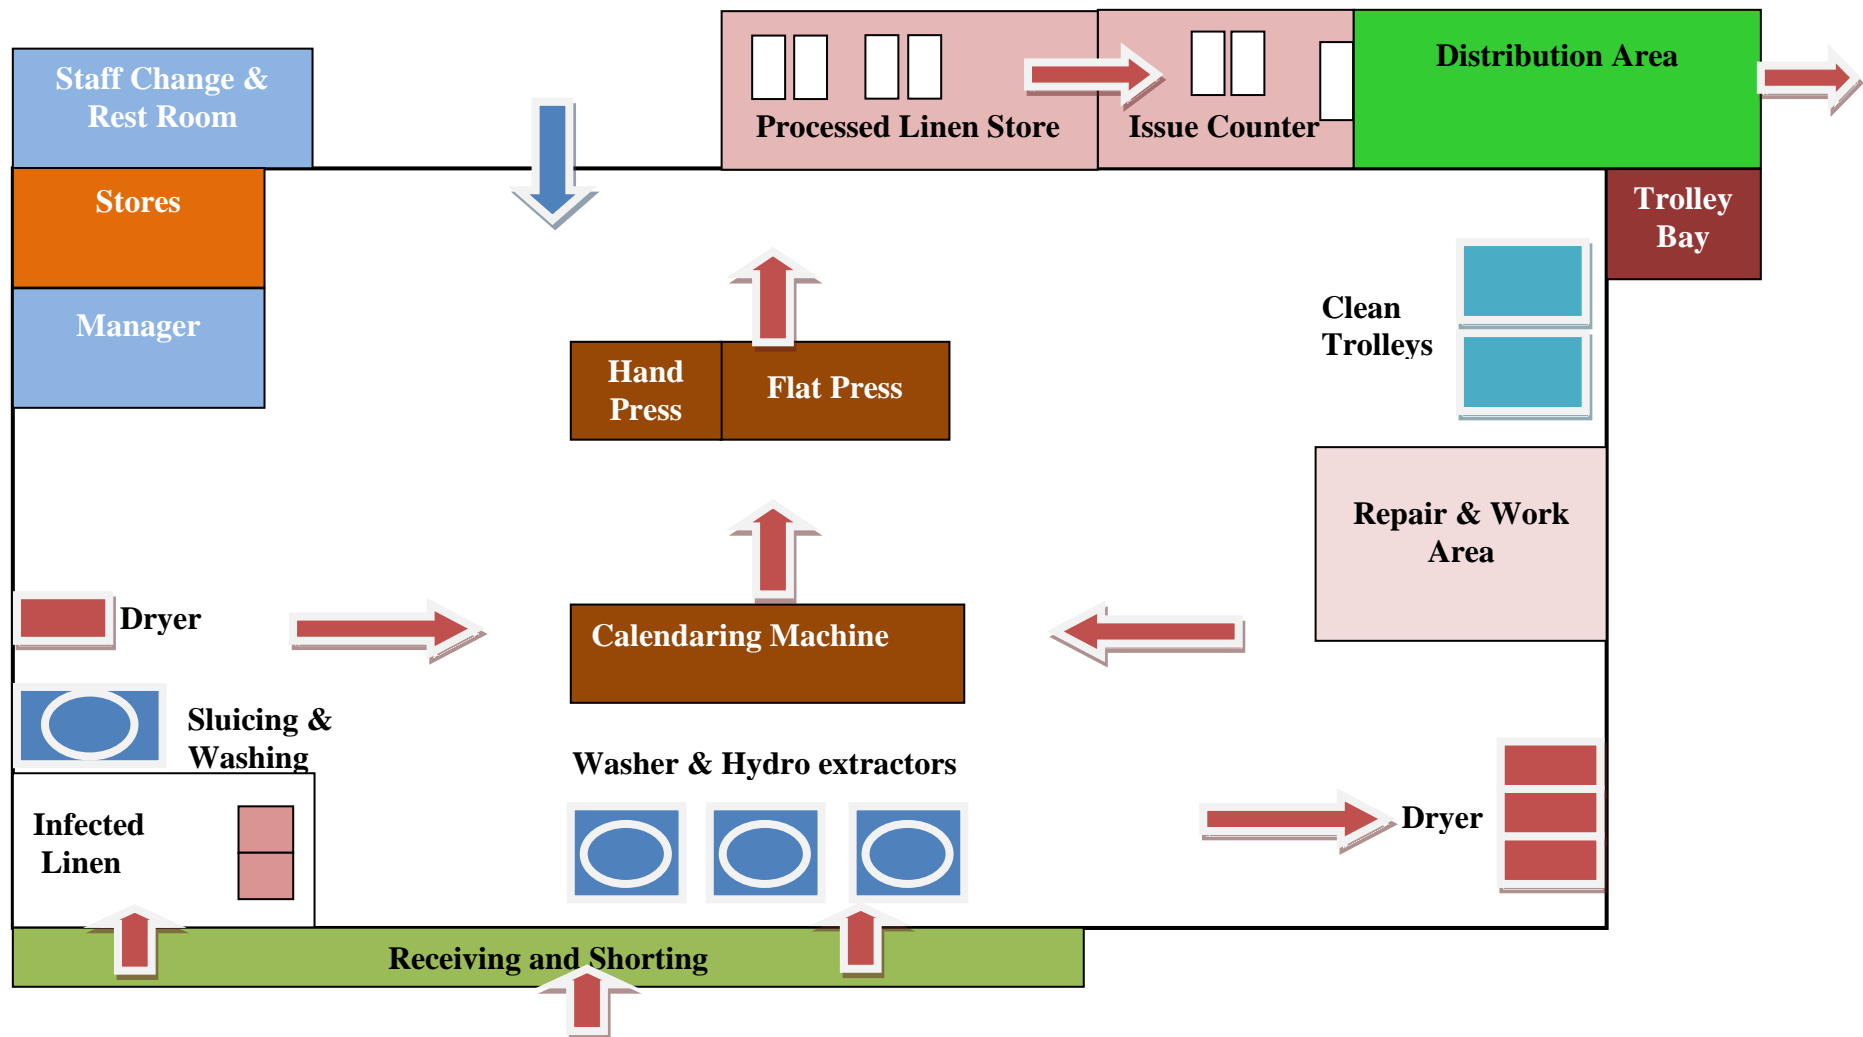 Staff Change &
Rest Room
Processed Linen Store
Issue Counter
Distribution Area
Stores
Trolley
Bay
Manager
Clean
Trolleys
Hand
Press
Flat Press
Repair & Work
Area
Dryer
Calendaring Machine
Sluicing &
Washing
Washer & Hydro extractors
Infected
Linen
Dryer
Receiving and Shorting